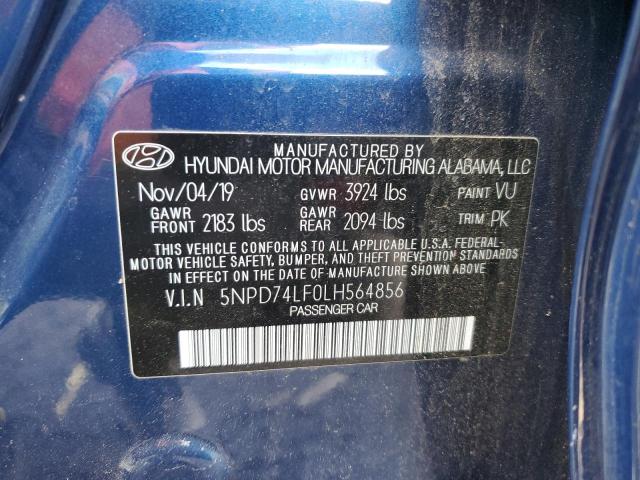 MANUFACTURED BY
HYUNDAI MOTOR MANUFACTURING ALABAMA, LLC
Nov/04/19 GVWR 3924 lbs PAINT VU
GAWR FRONT 2183 lbs GAWR REAR 2094 lbs TRIM PK
THIS VEHICLE CONFORMS TO ALL APPLICABLE U.S.A. FEDERAL-
MOTOR VEHICLE SAFETY, BUMPER, AND THEFT PREVENTION STANDARDS
IN EFFECT ON THE DATE OF MANUFACTURE SHOWN ABOVE.
V.I.N 5NPD74LF0LH564856
PASSENGER CAR